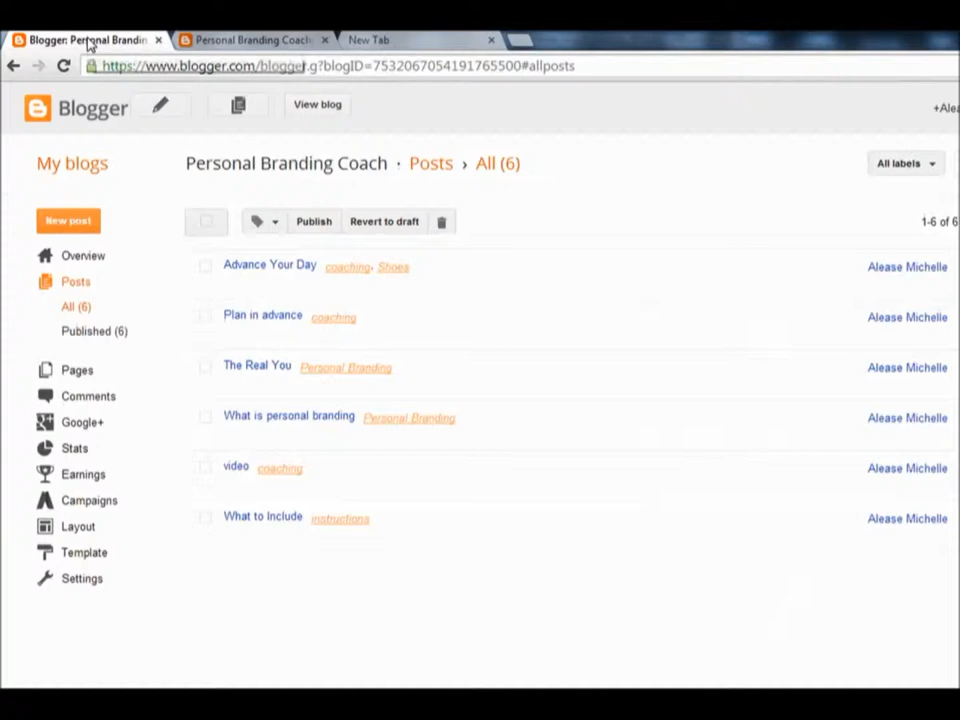 Blogger: Personal Brandin
Personal Branding Coach
New Tab
https://www.blogger.com/blogger.g?blogID=7532067054191765500#allposts
Blogger
View blog
+Alea
My blogs
Personal Branding Coach · Posts › All (6)
All labels
New post
Publish
Revert to draft
1-6 of 6
Overview
Posts
All (6)
Published (6)
Pages
Comments
Google+
Stats
Earnings
Campaigns
Layout
Template
Settings
Advance Your Day coaching, Shoes Alease Michelle
Plan in advance coaching Alease Michelle
The Real You Personal Branding Alease Michelle
What is personal branding Personal Branding Alease Michelle
video coaching Alease Michelle
What to Include instructions Alease Michelle